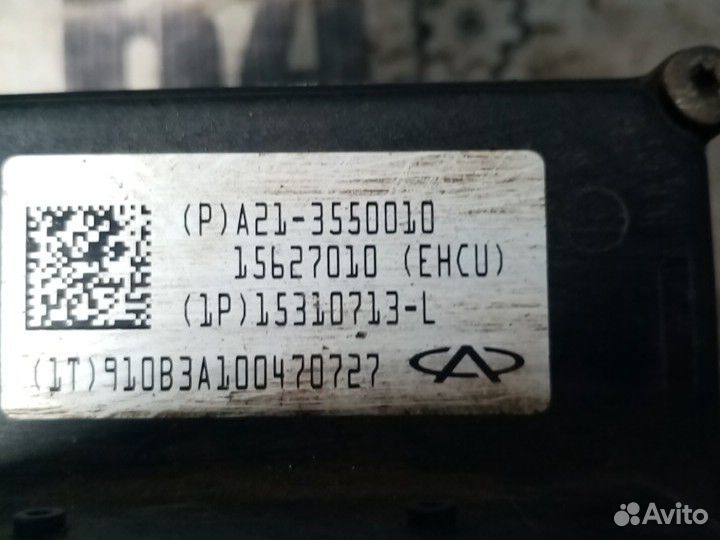 (P)A21-3550010
15627010 (EHCU)
(1P)15310713-L
(1T)910B3A100470727
Avito